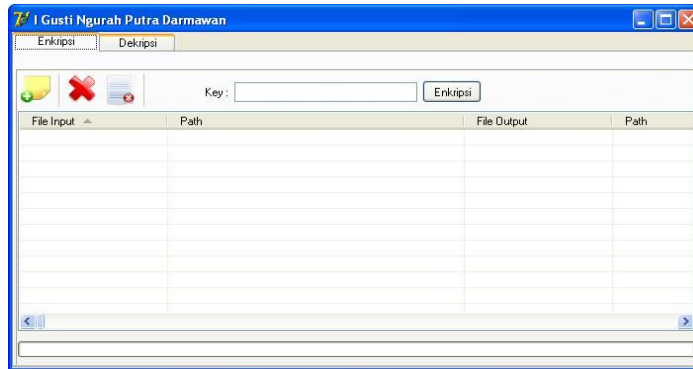 I Gusti Ngurah Putra Darmawan
Enkripsi Dekripsi
Key : Enkripsi
File Input Path File Output Path